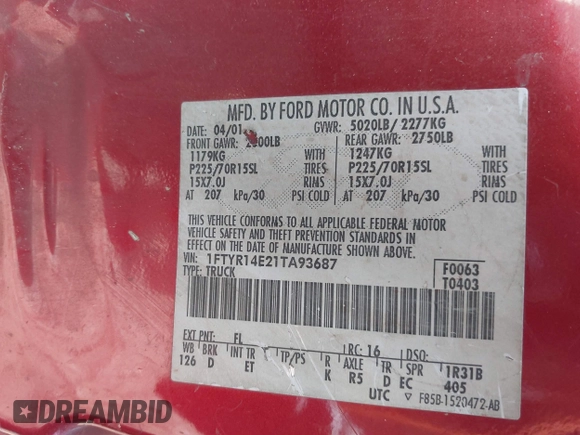 MFD. BY FORD MOTOR CO. IN U.S.A.
DATE: 04/01 GVWR: 5020LB/ 2277KG
FRONT GAWR: 2600LB REAR GAWR: 2750LB
1179KG WITH 1247KG WITH
P225/70R15SL TIRES P225/70R15SL TIRES
15X7.0J RIMS 15X7.0J RIMS
AT 207 kPa/30 PSI COLD AT 207 kPa/30 PSI COLD
THIS VEHICLE CONFORMS TO ALL APPLICABLE FEDERAL MOTOR
VEHICLE SAFETY AND THEFT PREVENTION STANDARDS IN
EFFECT ON THE DATE OF MANUFACTURE SHOWN ABOVE.
VIN: 1FTYR14E21TA93687 F0063
TYPE: TRUCK T0403
EXT PNT: FL RC: 16 DSO:
WB BRK INT TR TP/PS R AXLE TR SPR 1R31B
126 D ET K R5 D EC 405
UTC F85B-1520472-AB
DREAMBID